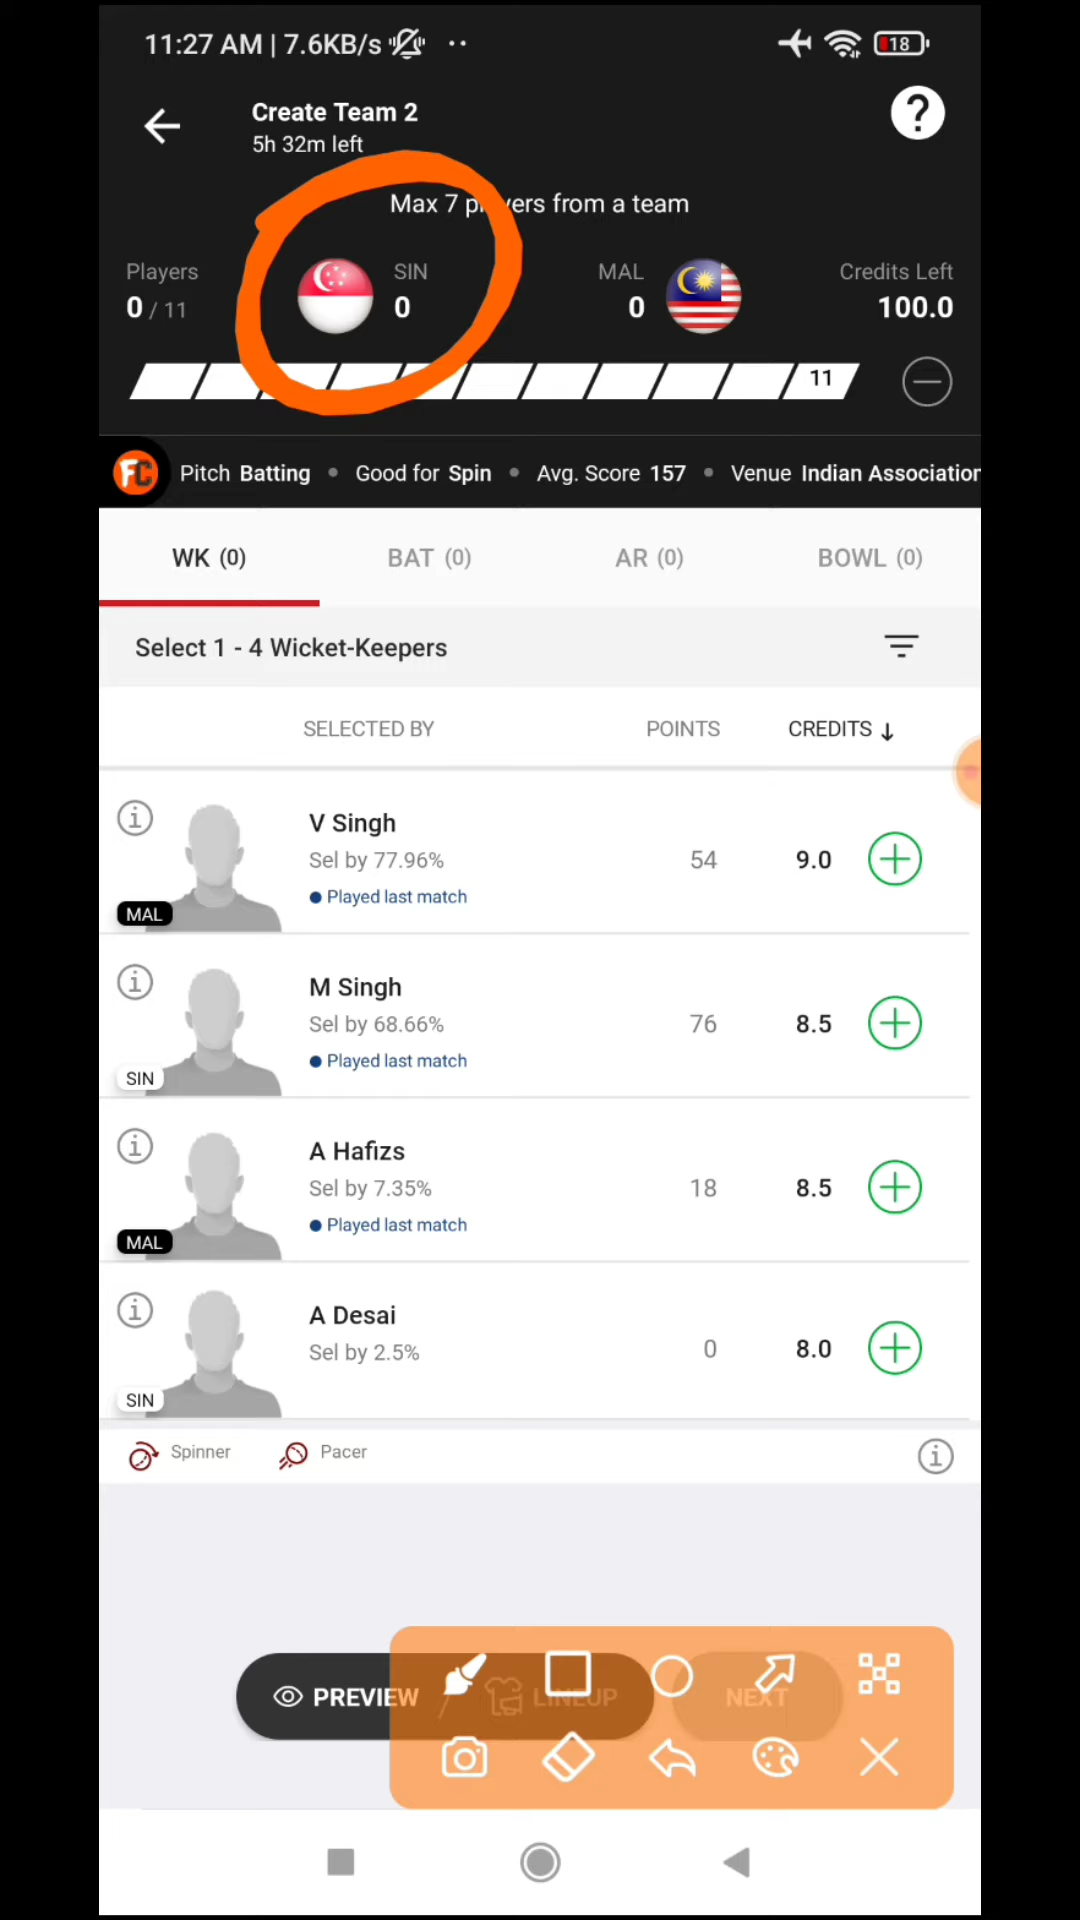 11:27 AM | 7.6KB/s
18
Create Team 2
5h 32m left
?
Max 7 players from a team
Players
0 / 11
SIN
0
MAL
0
Credits Left
100.0
11
FC Pitch Batting • Good for Spin • Avg. Score 157 • Venue Indian Association
WK (0) BAT (0) AR (0) BOWL (0)
Select 1 - 4 Wicket-Keepers
SELECTED BY POINTS CREDITS ↓
V Singh
Sel by 77.96% 54 9.0
Played last match
MAL
M Singh
Sel by 68.66% 76 8.5
Played last match
SIN
A Hafizs
Sel by 7.35% 18 8.5
Played last match
MAL
A Desai
Sel by 2.5% 0 8.0
SIN
Spinner Pacer
PREVIEW LINEUP NEXT